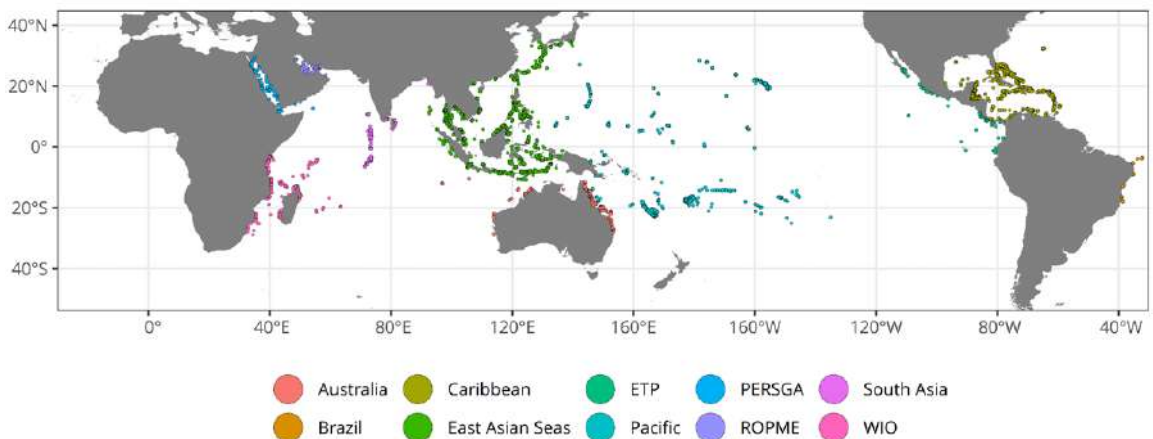 40°N
20°N
0°
20°S
40°S
0° 40°E 80°E 120°E 160°E 160°W 120°W 80°W 40°W
Australia Caribbean ETP PERSGA South Asia
Brazil East Asian Seas Pacific ROPME WIO